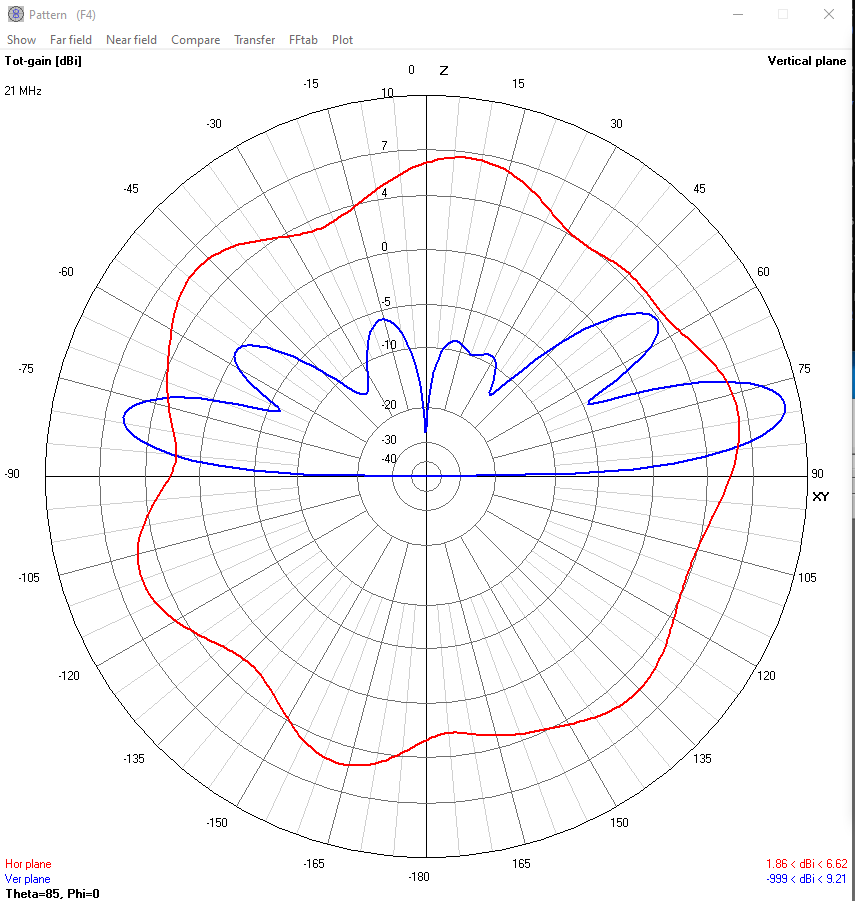 Pattern (F4)
Show Far field Near field Compare Transfer FFtab Plot
Tot-gain [dBi] 0 Z Vertical plane
-15 15
21 MHz 10
-30 30
7
-45 4 45
0
-60 60
-5
-10
-75 75
-20
-30
-40
-90 90
XY
-105 105
-120 120
-135 135
-150 150
-165 165
-180
Hor plane 1.86 < dBi < 6.62
Ver plane -999 < dBi < 9.21
Theta=85, Phi=0